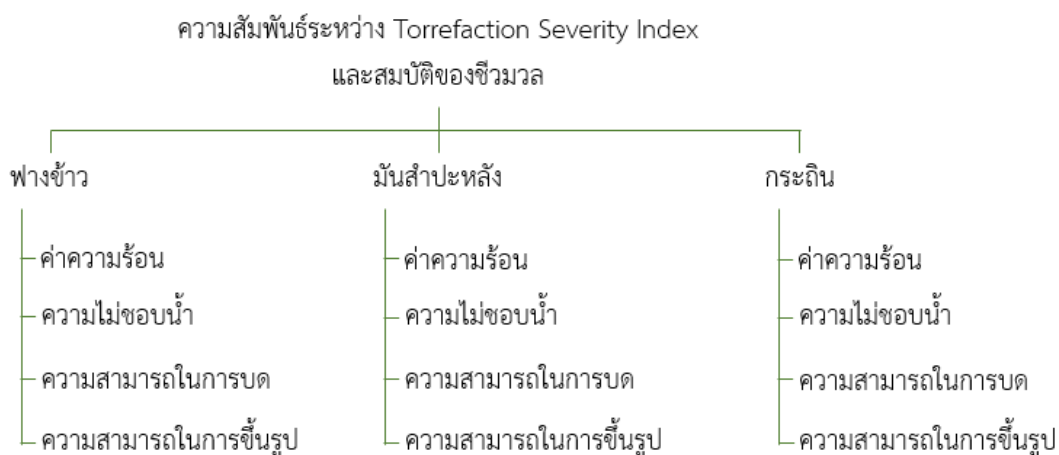 ความสัมพันธ์ระหว่าง Torrefaction Severity Index
และสมบัติของชีวมวล
ฟางข้าว
ค่าความร้อน
ความไม่ชอบน้ำ
ความสามารถในการบด
ความสามารถในการขึ้นรูป
มันสำปะหลัง
ค่าความร้อน
ความไม่ชอบน้ำ
ความสามารถในการบด
ความสามารถในการขึ้นรูป
กระถิน
ค่าความร้อน
ความไม่ชอบน้ำ
ความสามารถในการบด
ความสามารถในการขึ้นรูป